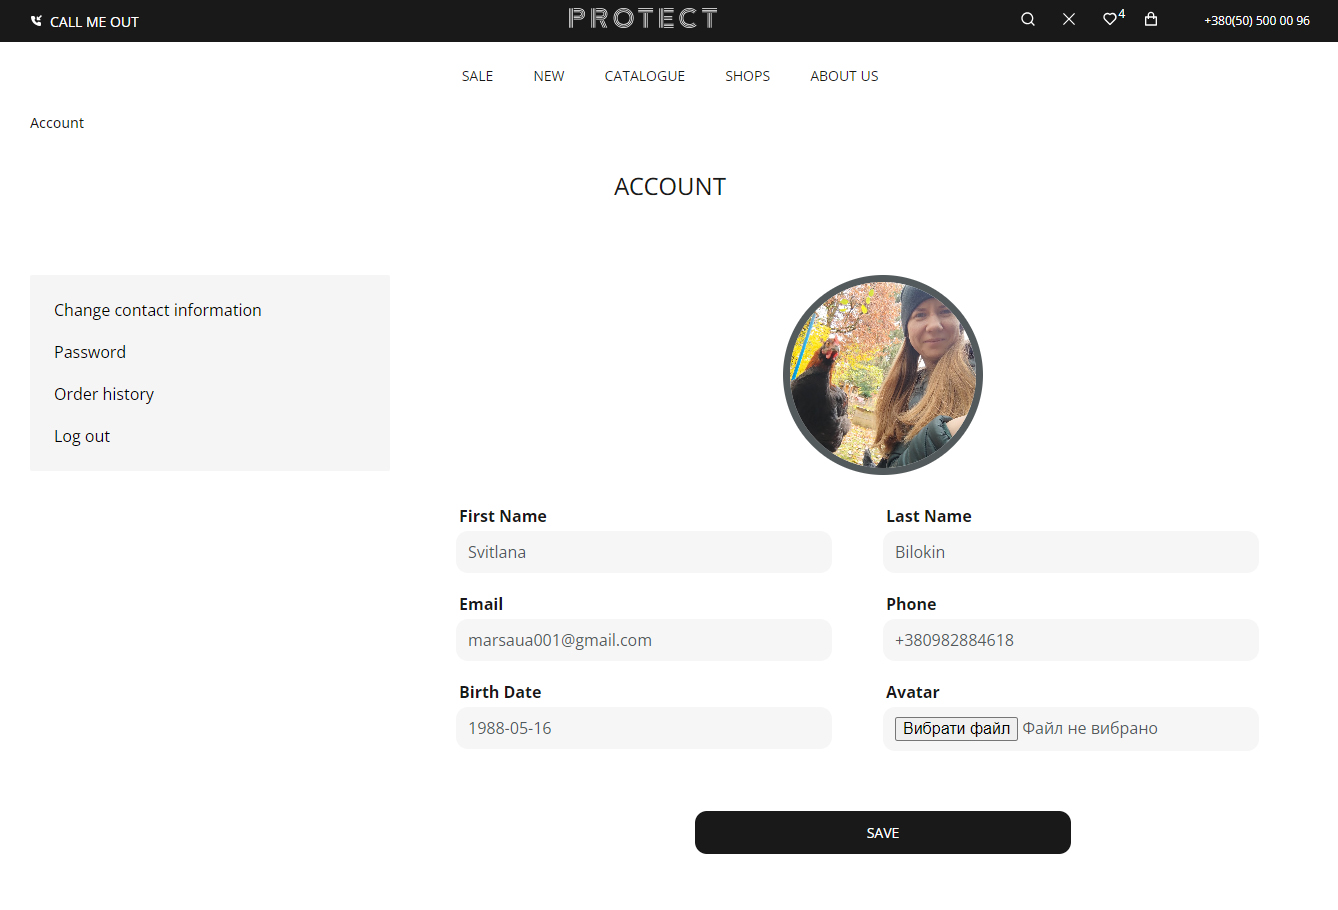 CALL ME OUT
PROTECT
4
+380(50) 500 00 96
SALE NEW CATALOGUE SHOPS ABOUT US
Account
ACCOUNT
Change contact information
Password
Order history
Log out
First Name
Last Name
Svitlana
Bilokin
Email
Phone
marsaua001@gmail.com
+380982884618
Birth Date
Avatar
1988-05-16
Вибрати файл Файл не вибрано
SAVE